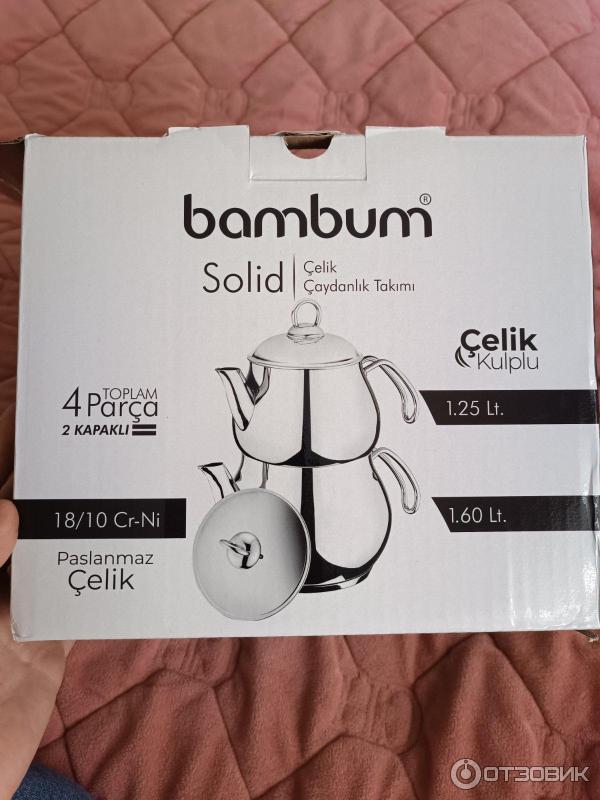 bambum®
Solid
Çelik
Çaydanlık Takımı
Çelik
Kulplu
4 TOPLAM
Parça
2 KAPAKLI
1.25 Lt.
18/10 Cr-Ni
1.60 Lt.
Paslanmaz
Çelik
ОТЗОВИК